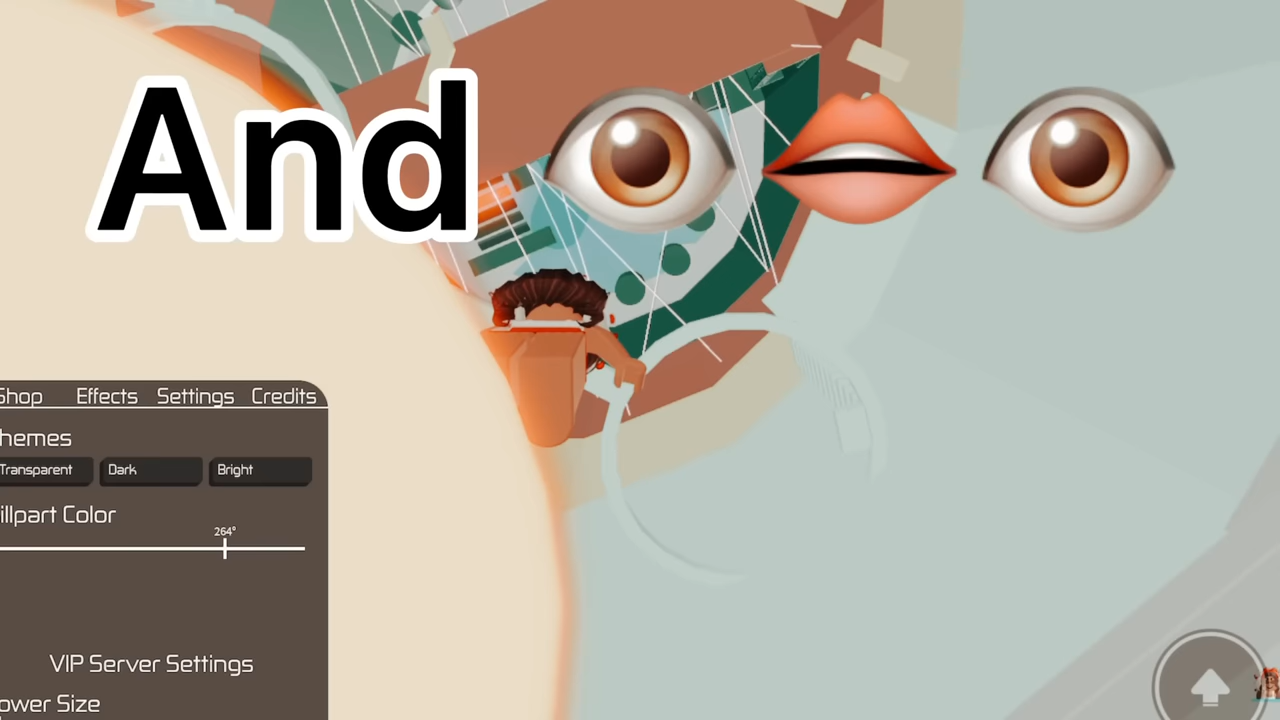 And 👁👄👁
Shop Effects Settings Credits
hemes
Transparent Dark Bright
illpart Color
264°
VIP Server Settings
ower Size